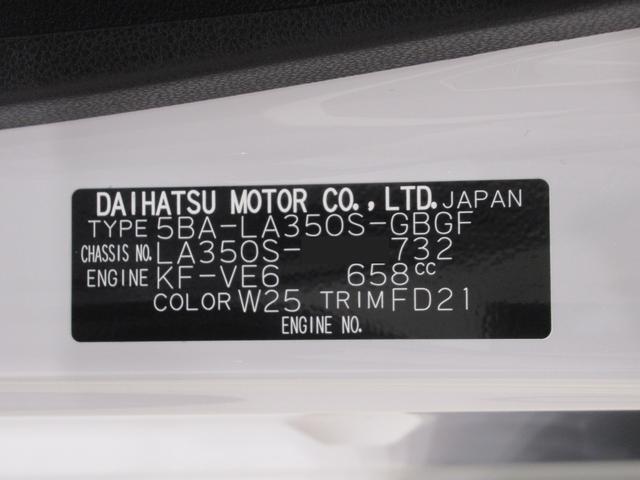 DAIHATSU MOTOR CO., LTD. JAPAN
TYPE 5BA-LA350S-GBGF
CHASSIS NO. LA350S- 732
ENGINE KF-VE6 658cc
COLOR W25 TRIM FD21
ENGINE NO.